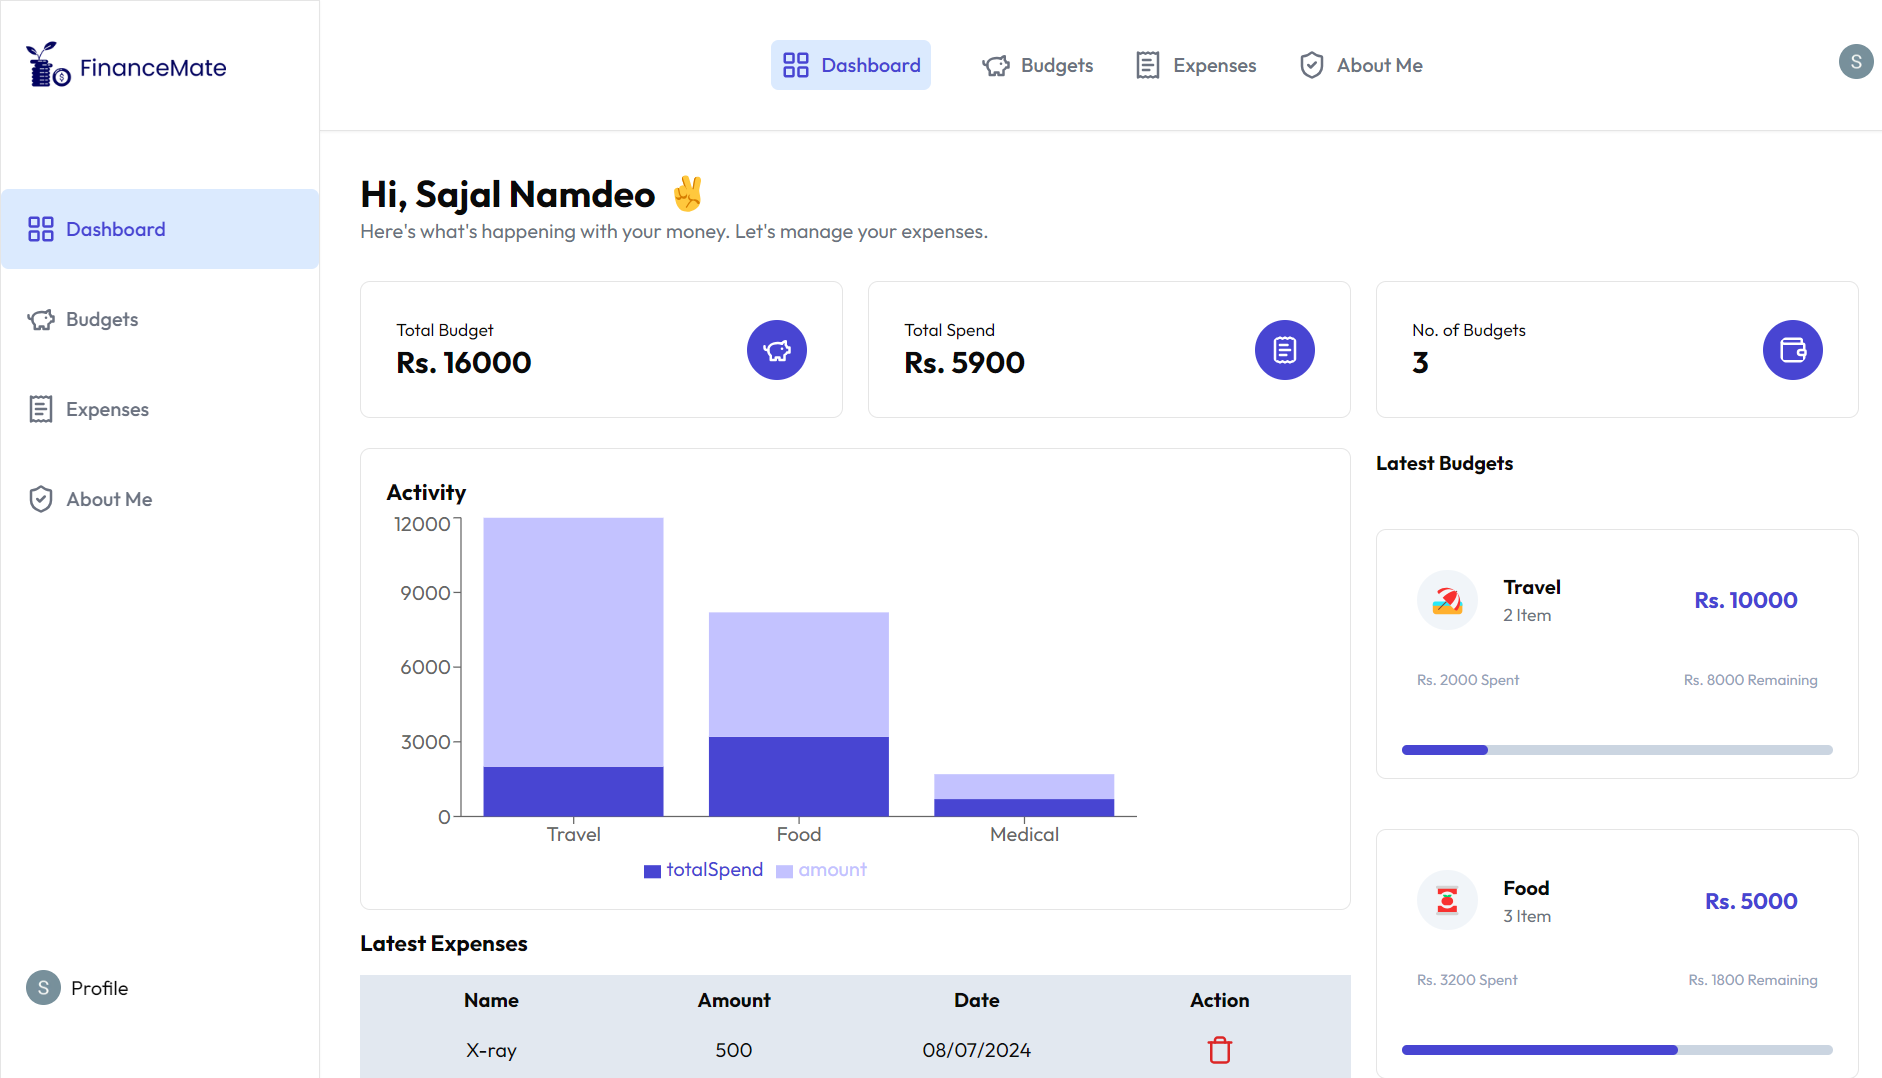 FinanceMate
Dashboard
Budgets
Expenses
About Me
S
Dashboard
Budgets
Expenses
About Me
S Profile
Hi, Sajal Namdeo ✌️
Here's what's happening with your money. Let's manage your expenses.
Total Budget
Rs. 16000
Total Spend
Rs. 5900
No. of Budgets
3
Activity
12000
9000
6000
3000
0
Travel Food Medical
totalSpend amount
Latest Expenses
Name Amount Date Action
X-ray 500 08/07/2024
Latest Budgets
Travel
2 Item
Rs. 10000
Rs. 2000 Spent Rs. 8000 Remaining
Food
3 Item
Rs. 5000
Rs. 3200 Spent Rs. 1800 Remaining